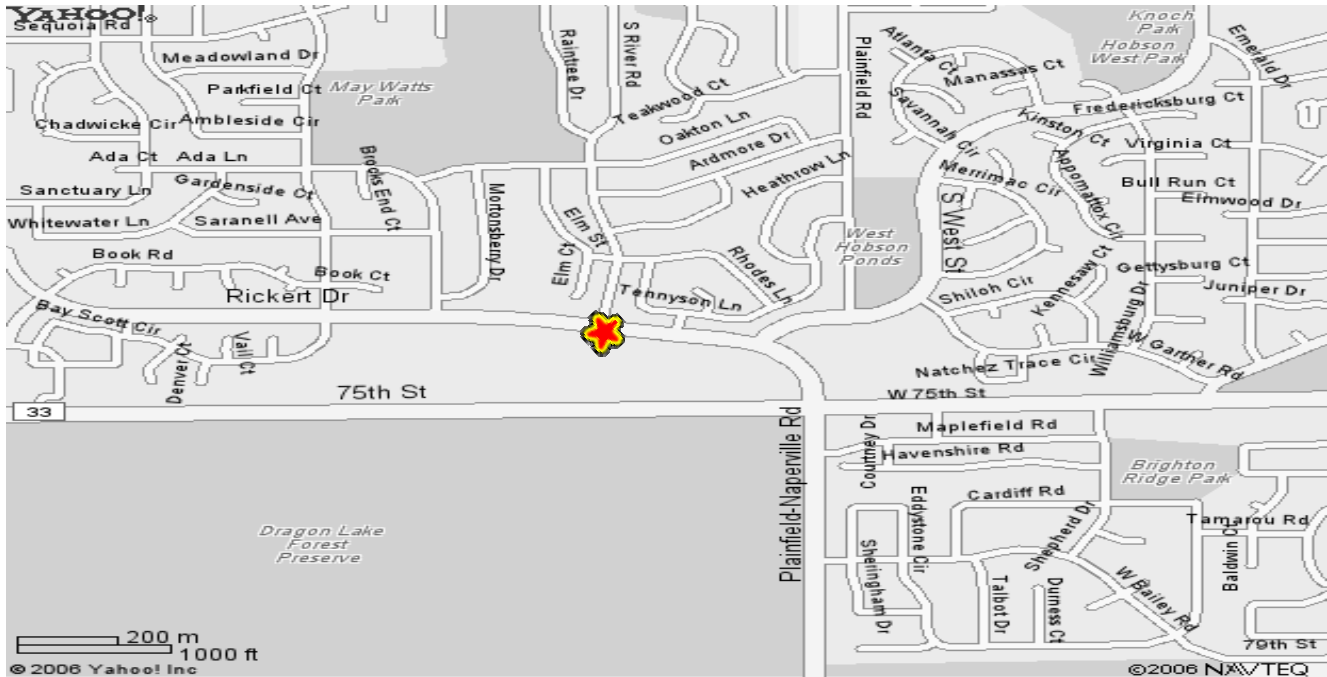 YAHOO!®
Sequoia Rd
Meadowland Dr
Parkfield Ct
May Watts
Park
Chadwicke Cir
Ambleside Cir
Ada Ct
Ada Ln
Sanctuary Ln
Gardenside Ct
Brooks End Ct
Whitewater Ln
Saranell Ave
Book Rd
Book Ct
Rickert Dr
Bay Scott Cir
Denver Ct
Vail Ct
75th St
33
Mortonsberry Dr
Raintree Dr
S River Rd
Teakwood Ct
Oakton Ln
Ardmore Dr
Heathrow Ln
Elm St
Elm Ct
Rhodes Ln
Tennyson Ln
Plainfield Rd
West
Hobson
Ponds
Atlanta Ct
Manassas Ct
Knoch
Park
Hobson
West Park
Emerald Dr
Savannah Cir
Fredericksburg Ct
Kinston Ct
Virginia Ct
Appomattox Cir
Merrimac Cir
Bull Run Ct
Elmwood Dr
S West St
Gettysburg Ct
Kennesaw Ct
Shiloh Cir
Juniper Dr
Williamsburg Dr
W Garther Rd
Natchez Trace Cir
W 75th St
Plainfield-Naperville Rd
Courtney Dr
Maplefield Rd
Havenshire Rd
Brighton
Ridge Park
Cardiff Rd
Eddystone Cir
Shepherd Dr
Tamarou Rd
Baldwin Ct
Sheringham Dr
Talbot Dr
Durness Ct
W Bailey Rd
79th St
Dragon Lake
Forest
Preserve
200 m
1000 ft
© 2006 Yahoo! Inc
©2006 NAVTEQ